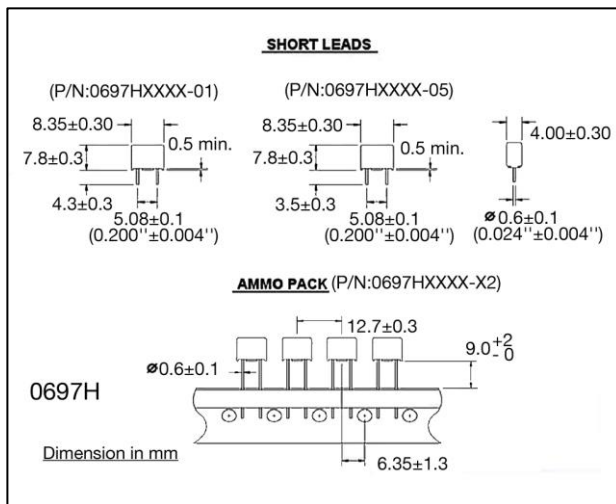 SHORT LEADS
(P/N:0697HXXXX-01)
8.35±0.30
7.8±0.3
0.5 min.
4.3±0.3
5.08±0.1
(0.200''±0.004'')
(P/N:0697HXXXX-05)
8.35±0.30
7.8±0.3
0.5 min.
3.5±0.3
5.08±0.1
(0.200''±0.004'')
4.00±0.30
ø0.6±0.1
(0.024''±0.004'')
AMMO PACK (P/N:0697HXXXX-X2)
12.7±0.3
9.0 +2 -0
ø0.6±0.1
0697H
6.35±1.3
Dimension in mm